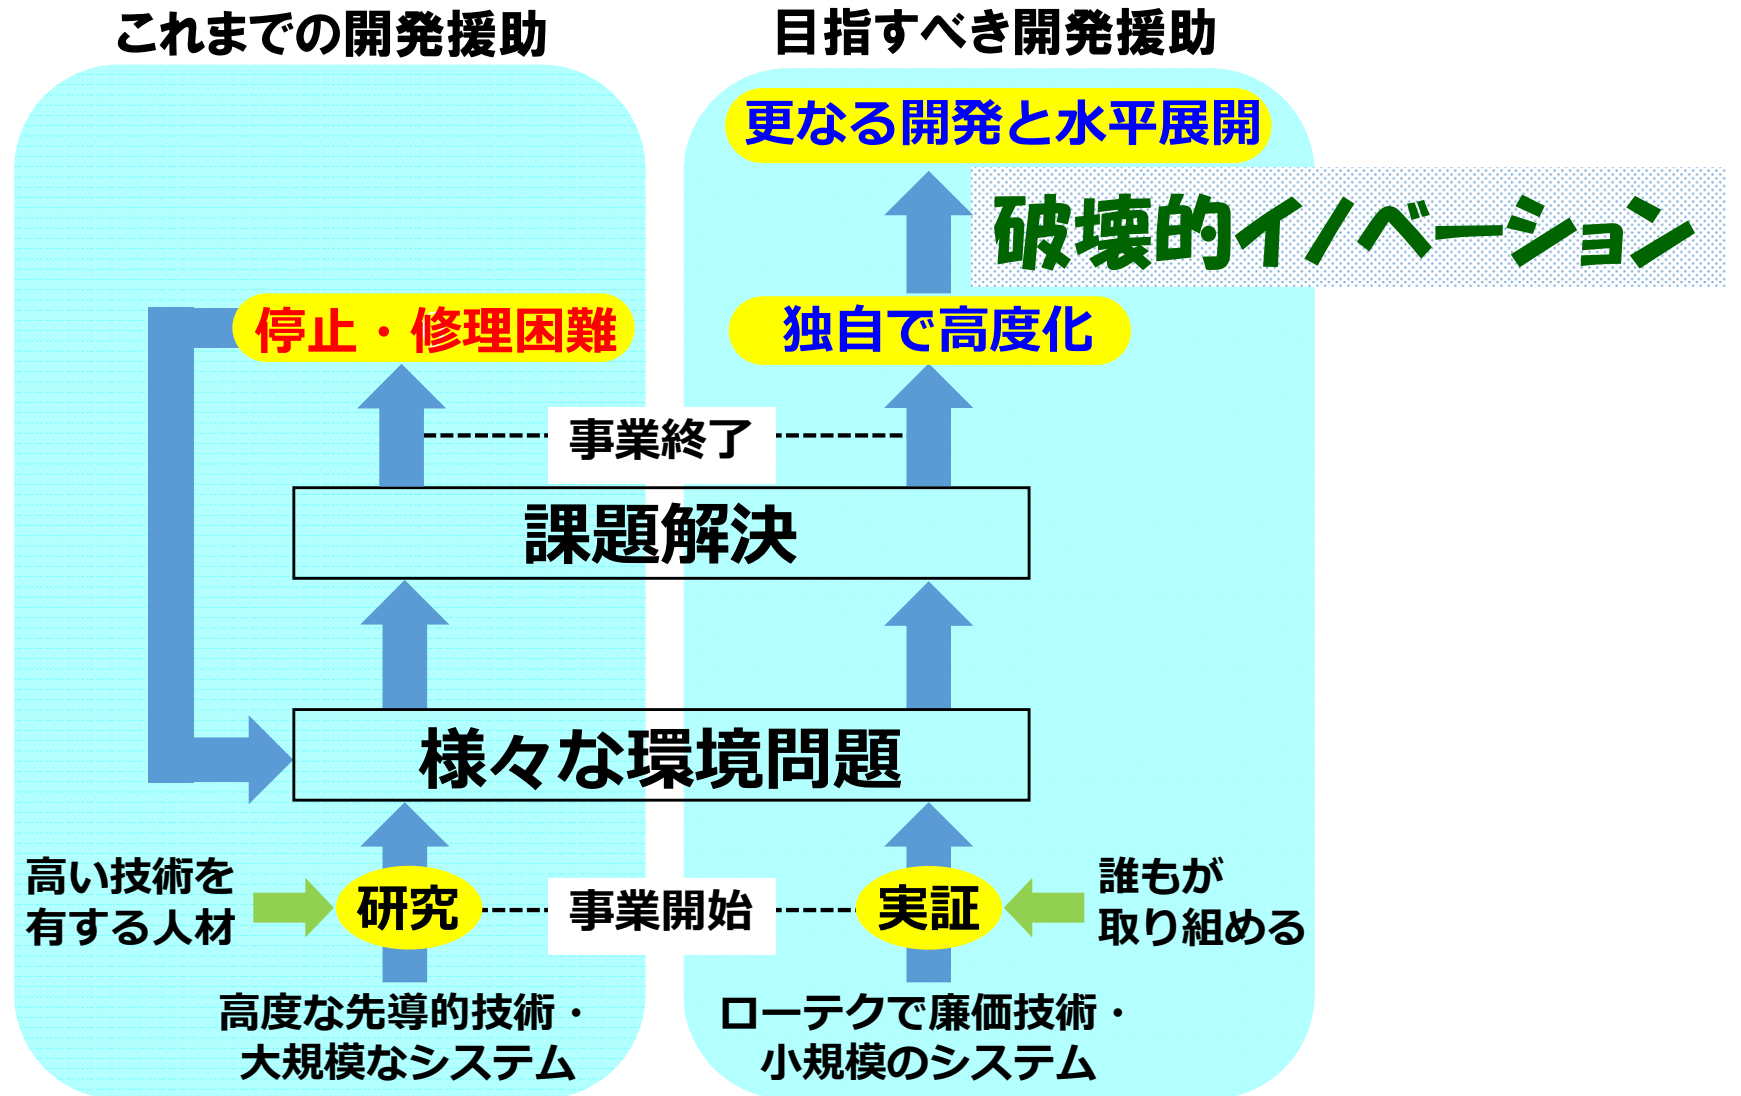 これまでの開発援助
目指すべき開発援助
更なる開発と水平展開
破壊的イノベーション
停止・修理困難
独自で高度化
事業終了
課題解決
様々な環境問題
高い技術を
有する人材
研究
事業開始
実証
誰もが
取り組める
高度な先導的技術・
大規模なシステム
ローテクで廉価技術・
小規模のシステム